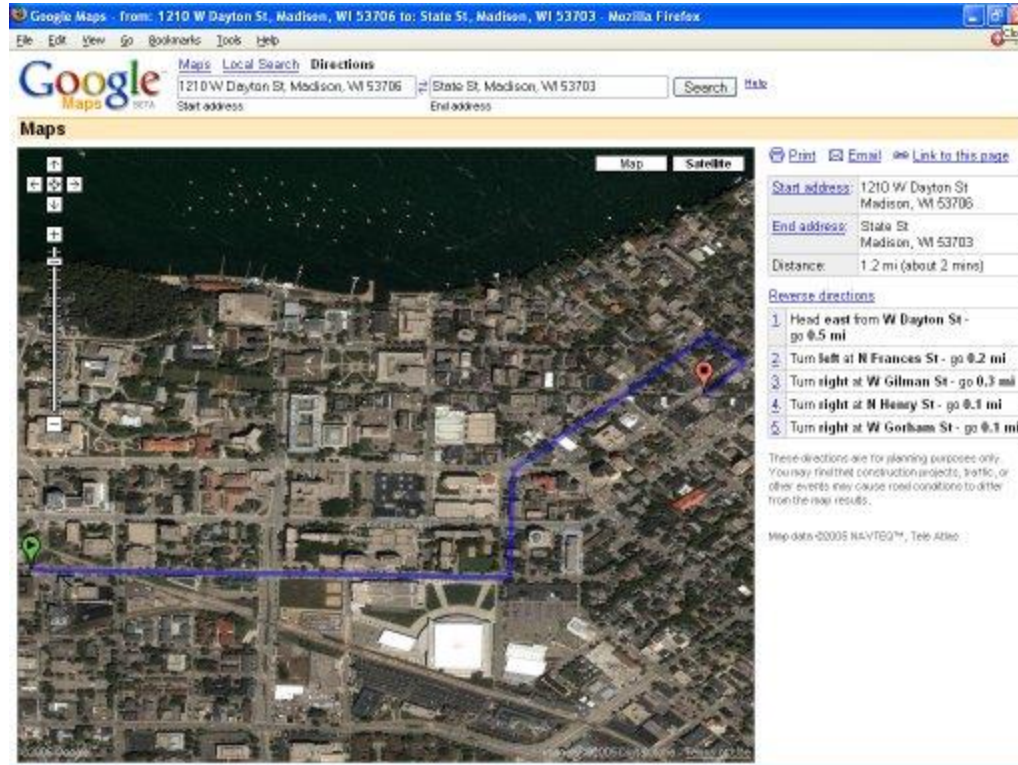 Google Maps - from: 1210 W Dayton St, Madison, WI 53706 to: State St, Madison, WI 53703 - Mozilla Firefox
File Edit View Go Bookmarks Tools Help
Maps Local Search Directions
Google Maps BETA
1210 W Dayton St, Madison, WI 53706
State St, Madison, WI 53703
Search Help
Start address
End address
Maps
Map Satellite
Print Email Link to this page
Start address: 1210 W Dayton St
Madison, WI 53706
End address: State St
Madison, WI 53703
Distance: 1.2 mi (about 2 mins)
Reverse directions
1. Head east from W Dayton St -
go 0.5 mi
2. Turn left at N Frances St - go 0.2 mi
3. Turn right at W Gilman St - go 0.3 mi
4. Turn right at N Henry St - go 0.1 mi
5. Turn right at W Gorham St - go 0.1 mi
These directions are for planning purposes only.
You may find that construction projects, traffic, or
other events may cause road conditions to differ
from the map results.
Map data ©2005 NAVTEQ™, Tele Atlas
©2005 Google